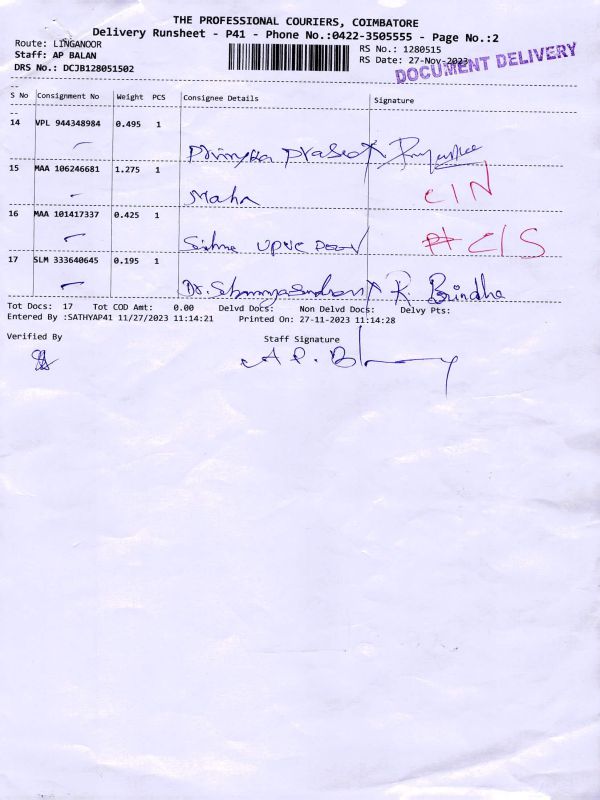 THE PROFESSIONAL COURIERS, COIMBATORE
Delivery Runsheet - P41 - Phone No.:0422-3505555 - Page No.:2
Route: LINGANOOR RS No.: 1280515
Staff: AP BALAN RS Date: 27-Nov-2023
DRS No.: DCJB128051502 DOCUMENT DELIVERY
S No Consignment No Weight PCS Consignee Details Signature
14 VPL 944348984 0.495 1
15 MAA 106246681 1.275 1
Maha C/N
16 MAA 101417337 0.425 1
UPVC C/S
17 SLM 333640645 0.195 1
Dr. K. Brindha
Tot Docs: 17 Tot COD Amt: 0.00 Delvd Docs: Non Delvd Docs: Delvy Pts:
Entered By :SATHYAP41 11/27/2023 11:14:21 Printed On: 27-11-2023 11:14:28
Verified By Staff Signature
A P. B